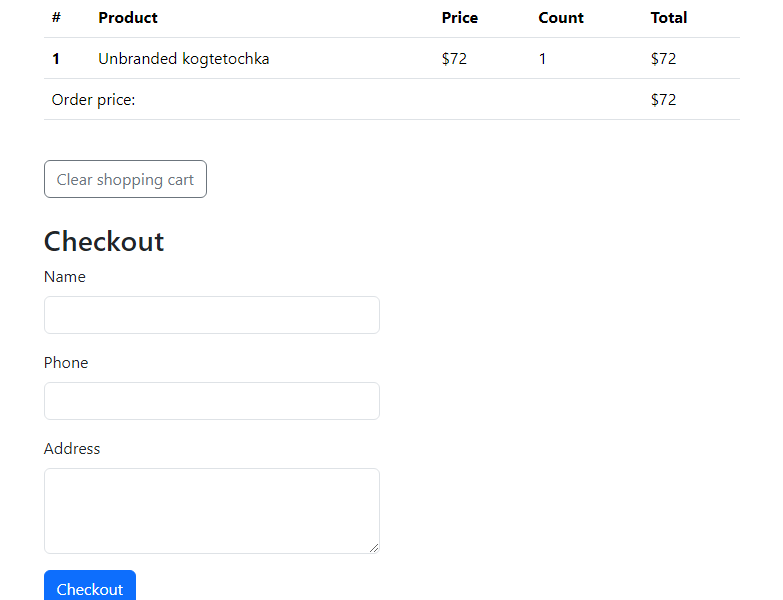 # Product Price Count Total
1 Unbranded kogtetochka $72 1 $72
Order price: $72
Clear shopping cart
Checkout
Name
Phone
Address
Checkout